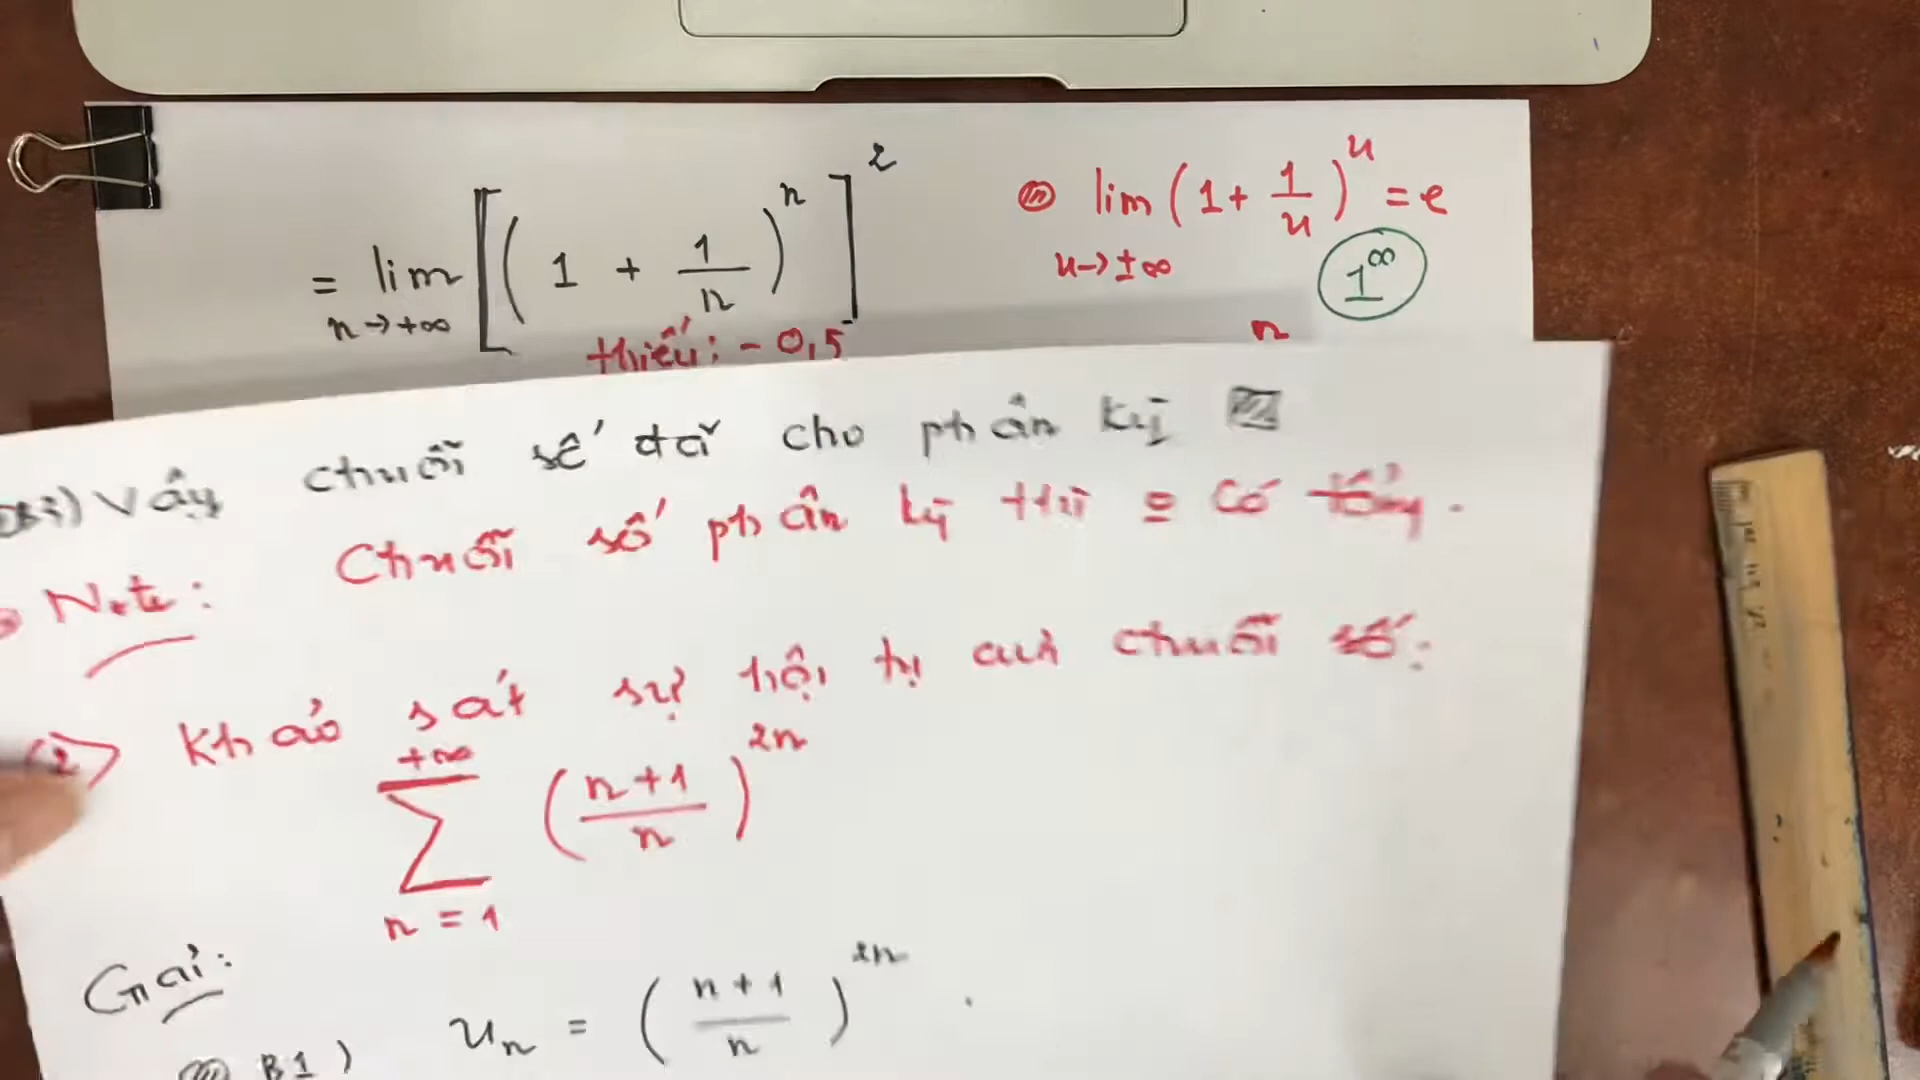 = lim [(1 + 1/n)^n]^2
n → +∞
lim (1 + 1/u)^u = e
u → ±∞
1^∞
n
thiếu: - 0,5
B3) Vậy chuỗi số đã cho phân kỳ
Note: Chuỗi số phân kỳ thì có tổng.
(2) Khảo sát sự hội tụ của chuỗi số:
+∞
∑ ((n+1)/n)^2n
n = 1
Giải:
B1) u_n = ((n+1)/n)^2n .